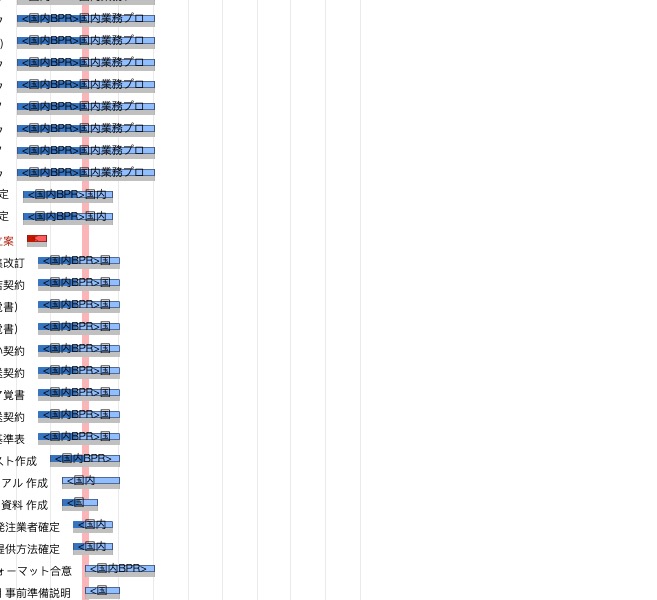 <国内BPR>国内業務プロ
<国内BPR>国内業務プロ
<国内BPR>国内業務プロ
<国内BPR>国内業務プロ
<国内BPR>国内業務プロ
<国内BPR>国内業務プロ
<国内BPR>国内業務プロ
<国内BPR>国内業務プロ
定 <国内BPR>国内
定 <国内BPR>国内
案
改訂 <国内BPR>国
契約 <国内BPR>国
覚書) <国内BPR>国
覚書) <国内BPR>国
契約 <国内BPR>国
契約 <国内BPR>国
覚書 <国内BPR>国
契約 <国内BPR>国
基準表 <国内BPR>国
スト作成 <国内BPR>
アル 作成 <国内
資料 作成 <国
発注業者確定 <国内
提供方法確定 <国内
ォーマット合意 <国内BPR>
事前準備説明 <国